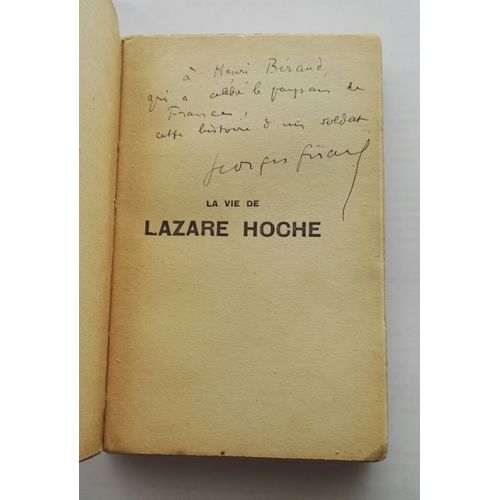 à Henri Béraud,
qui a célébré le paysan de
France,
cette histoire d'un soldat
Georges Girard
LA VIE DE
LAZARE HOCHE